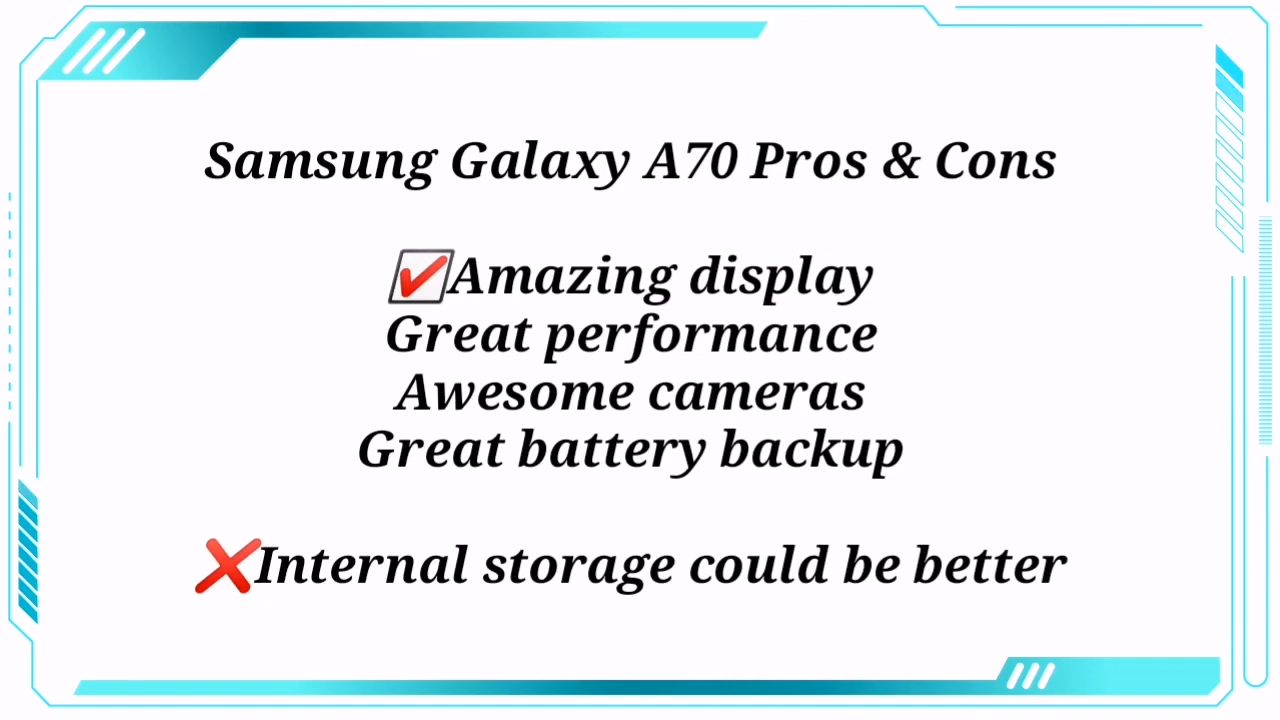 Samsung Galaxy A70 Pros & Cons
✔Amazing display
Great performance
Awesome cameras
Great battery backup
❌Internal storage could be better